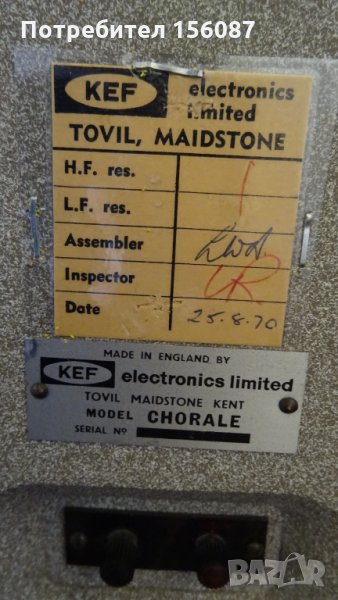 Потребител 156087
KEF electronics
limited
TOVIL, MAIDSTONE
H.F. res.
L.F. res.
Assembler
Inspector
Date 25.8.70
MADE IN ENGLAND BY
KEF electronics limited
TOVIL MAIDSTONE KENT
MODEL CHORALE
SERIAL Nº
BAZAR